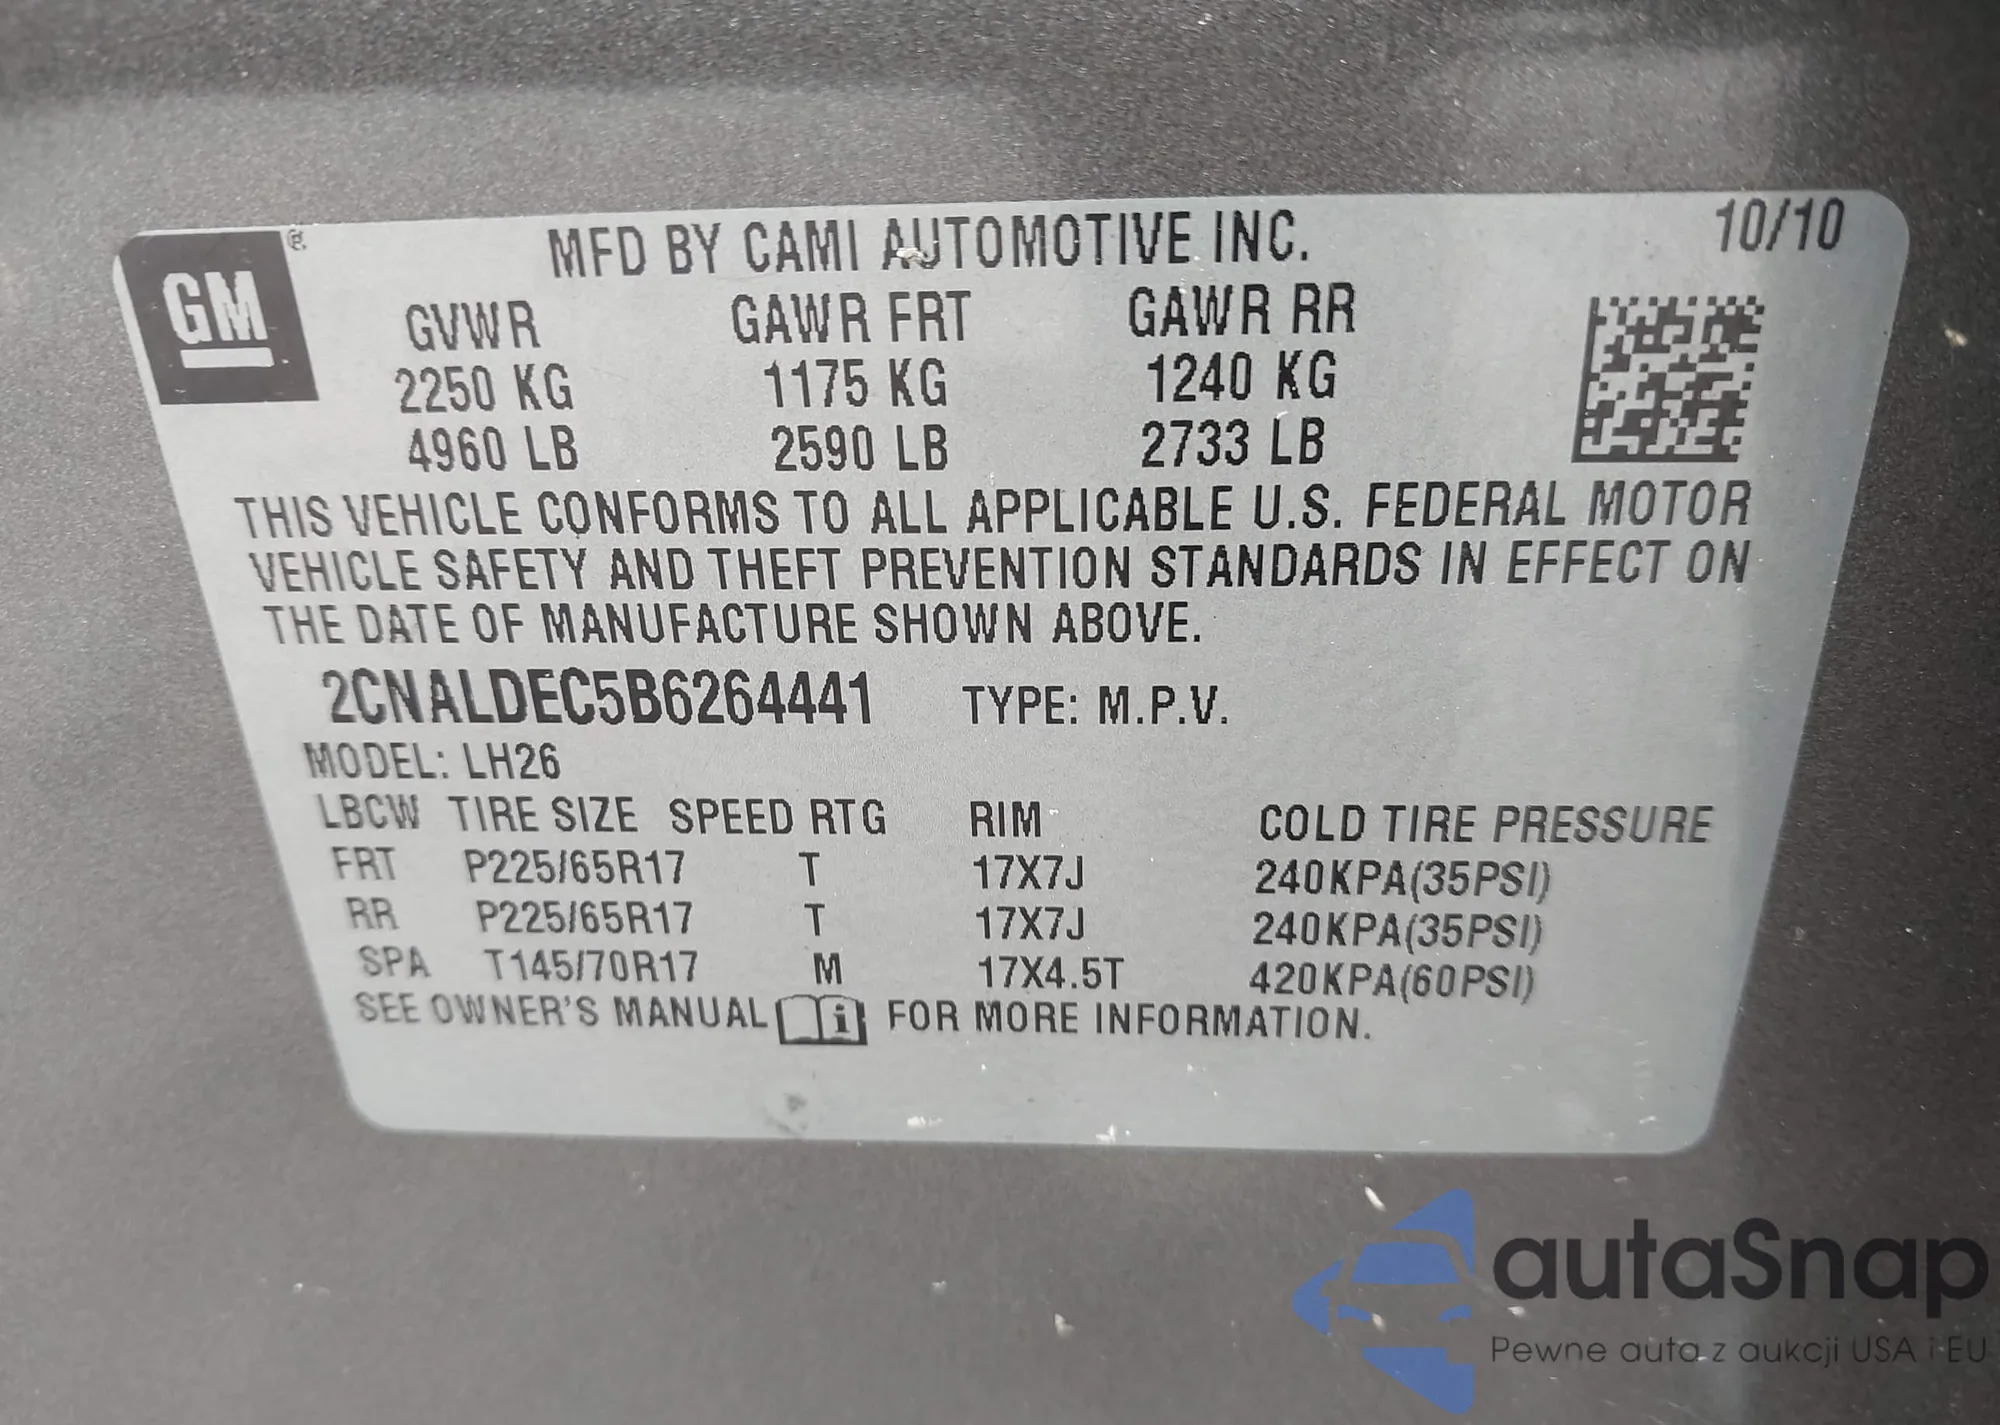 GM
®
MFD BY CAMI AUTOMOTIVE INC. 10/10
GVWR GAWR FRT GAWR RR
2250 KG 1175 KG 1240 KG
4960 LB 2590 LB 2733 LB
THIS VEHICLE CONFORMS TO ALL APPLICABLE U.S. FEDERAL MOTOR
VEHICLE SAFETY AND THEFT PREVENTION STANDARDS IN EFFECT ON
THE DATE OF MANUFACTURE SHOWN ABOVE.
2CNALDEC5B6264441 TYPE: M.P.V.
MODEL: LH26
LBCW TIRE SIZE SPEED RTG RIM COLD TIRE PRESSURE
FRT P225/65R17 T 17X7J 240KPA(35PSI)
RR P225/65R17 T 17X7J 240KPA(35PSI)
SPA T145/70R17 M 17X4.5T 420KPA(60PSI)
SEE OWNER'S MANUAL i FOR MORE INFORMATION.
autaSnap
Pewne auta z aukcji USA i EU